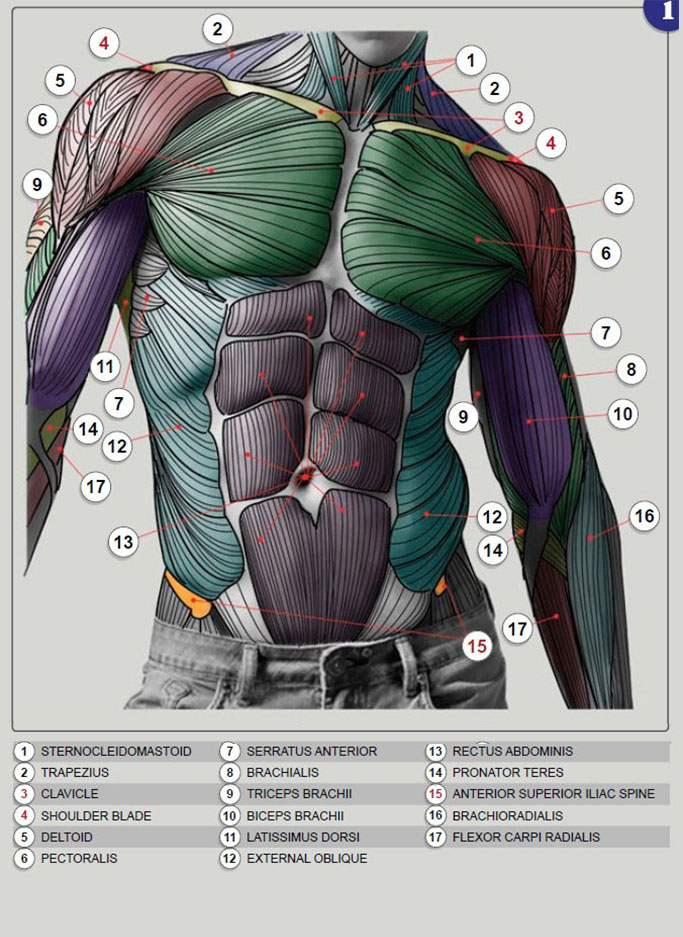 1
2
4
1
5
2
6
3
4
9
5
6
7
11
8
7
9
10
14
12
17
12
16
13
14
17
15
1 STERNOCLEIDOMASTOID
2 TRAPEZIUS
3 CLAVICLE
4 SHOULDER BLADE
5 DELTOID
6 PECTORALIS
7 SERRATUS ANTERIOR
8 BRACHIALIS
9 TRICEPS BRACHII
10 BICEPS BRACHII
11 LATISSIMUS DORSI
12 EXTERNAL OBLIQUE
13 RECTUS ABDOMINIS
14 PRONATOR TERES
15 ANTERIOR SUPERIOR ILIAC SPINE
16 BRACHIORADIALIS
17 FLEXOR CARPI RADIALIS